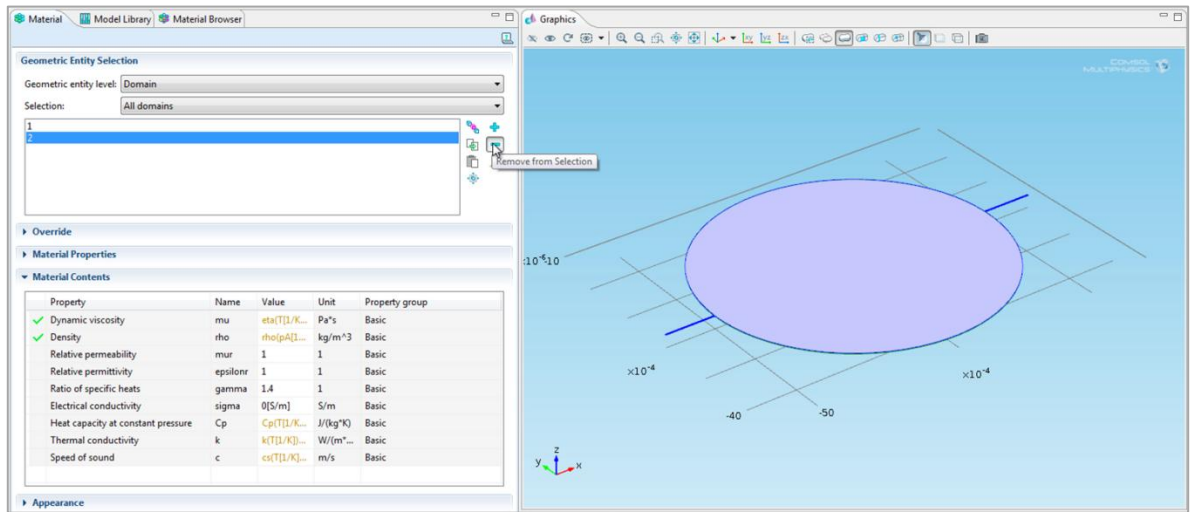 Material Model Library Material Browser
Geometric Entity Selection
Geometric entity level: Domain
Selection: All domains
1
2
Remove from Selection
Override
Material Properties
Material Contents
Property Name Value Unit Property group
Dynamic viscosity mu eta(T[1/K... Pa*s Basic
Density rho rho(pA[1... kg/m^3 Basic
Relative permeability mur 1 1 Basic
Relative permittivity epsilonr 1 1 Basic
Ratio of specific heats gamma 1.4 1 Basic
Electrical conductivity sigma 0[S/m] S/m Basic
Heat capacity at constant pressure Cp Cp(T[1/K... J/(kg*K) Basic
Thermal conductivity k k(T[1/K])... W/(m*... Basic
Speed of sound c cs(T[1/K]... m/s Basic
Appearance
Graphics
xy yz xz
COMSOL
MULTIPHYSICS
×10⁻⁴
×10⁻⁴
-40
-50
z
y
x